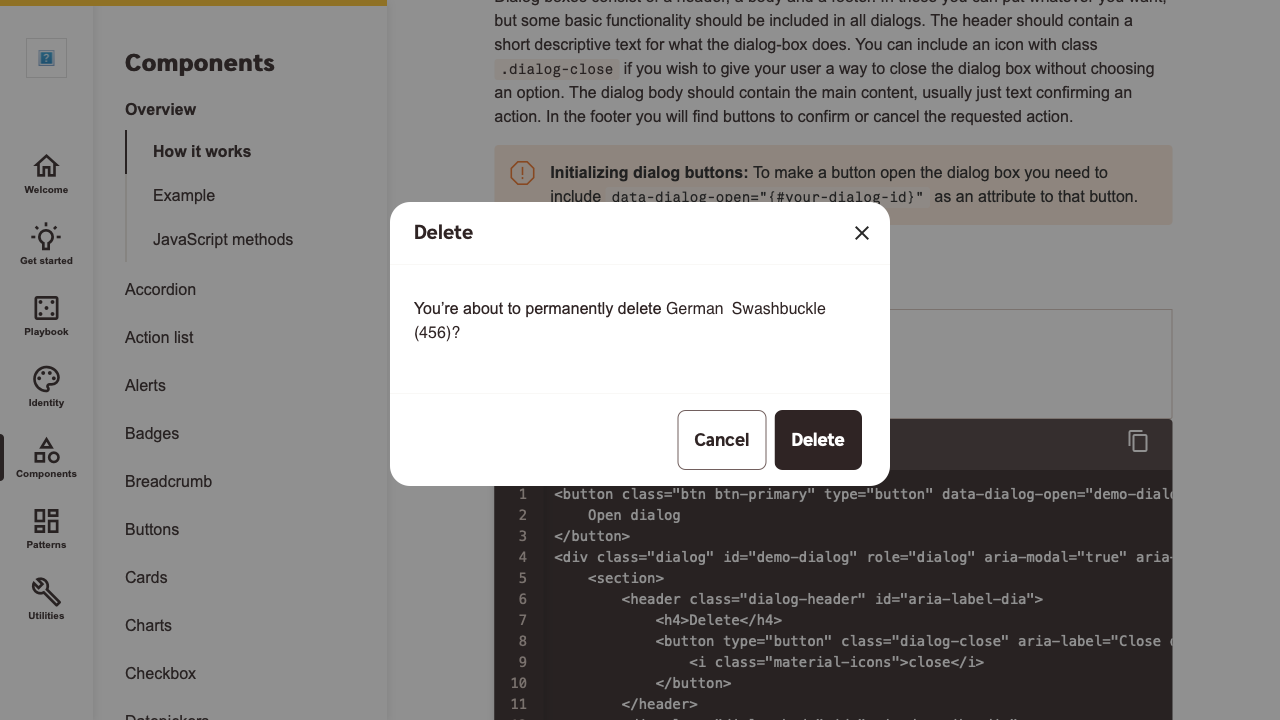 Welcome
Get started
Playbook
Identity
Components
Patterns
Utilities
Components
Overview
How it works
Example
JavaScript methods
Accordion
Action list
Alerts
Badges
Breadcrumb
Buttons
Cards
Charts
Checkbox
Datepickers
but some basic functionality should be included in all dialogs. The header should contain a
short descriptive text for what the dialog-box does. You can include an icon with class
.dialog-close if you wish to give your user a way to close the dialog box without choosing
an option. The dialog body should contain the main content, usually just text confirming an
action. In the footer you will find buttons to confirm or cancel the requested action.
Initializing dialog buttons: To make a button open the dialog box you need to
include data-dialog-open="{#your-dialog-id}" as an attribute to that button.
Delete
You’re about to permanently delete German Swashbuckle
(456)?
Cancel
Delete
1 <button class="btn btn-primary" type="button" data-dialog-open="demo-dialo
2 Open dialog
3 </button>
4 <div class="dialog" id="demo-dialog" role="dialog" aria-modal="true" aria-
5 <section>
6 <header class="dialog-header" id="aria-label-dia">
7 <h4>Delete</h4>
8 <button type="button" class="dialog-close" aria-label="Close
9 <i class="material-icons">close</i>
10 </button>
11 </header>